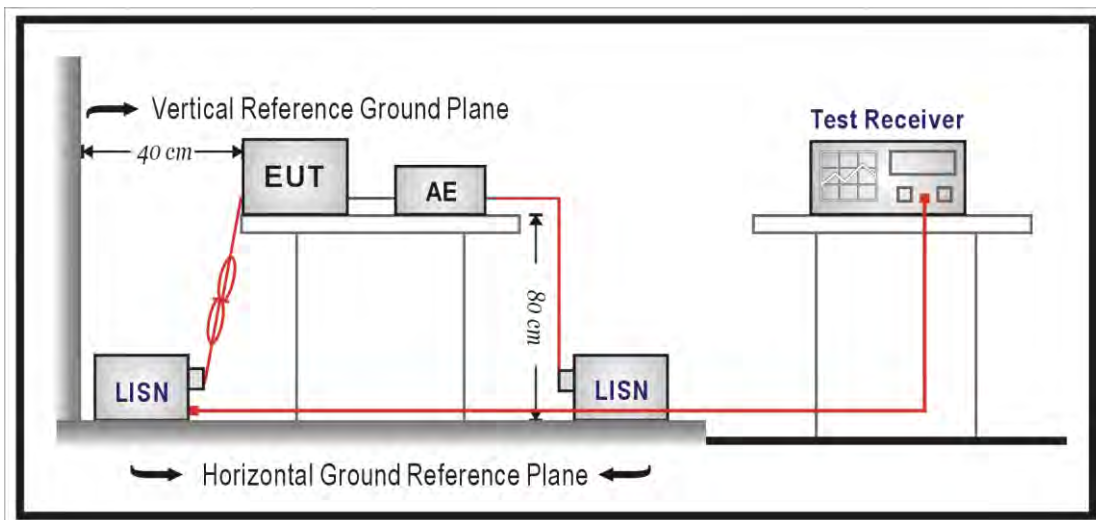 Vertical Reference Ground Plane
40 cm
EUT
AE
Test Receiver
80 cm
LISN
LISN
Horizontal Ground Reference Plane